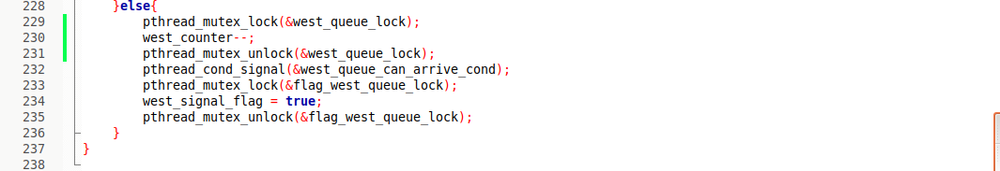 228 }else{
229 pthread_mutex_lock(&west_queue_lock);
230 west_counter--;
231 pthread_mutex_unlock(&west_queue_lock);
232 pthread_cond_signal(&west_queue_can_arrive_cond);
233 pthread_mutex_lock(&flag_west_queue_lock);
234 west_signal_flag = true;
235 pthread_mutex_unlock(&flag_west_queue_lock);
236 }
237 }
238